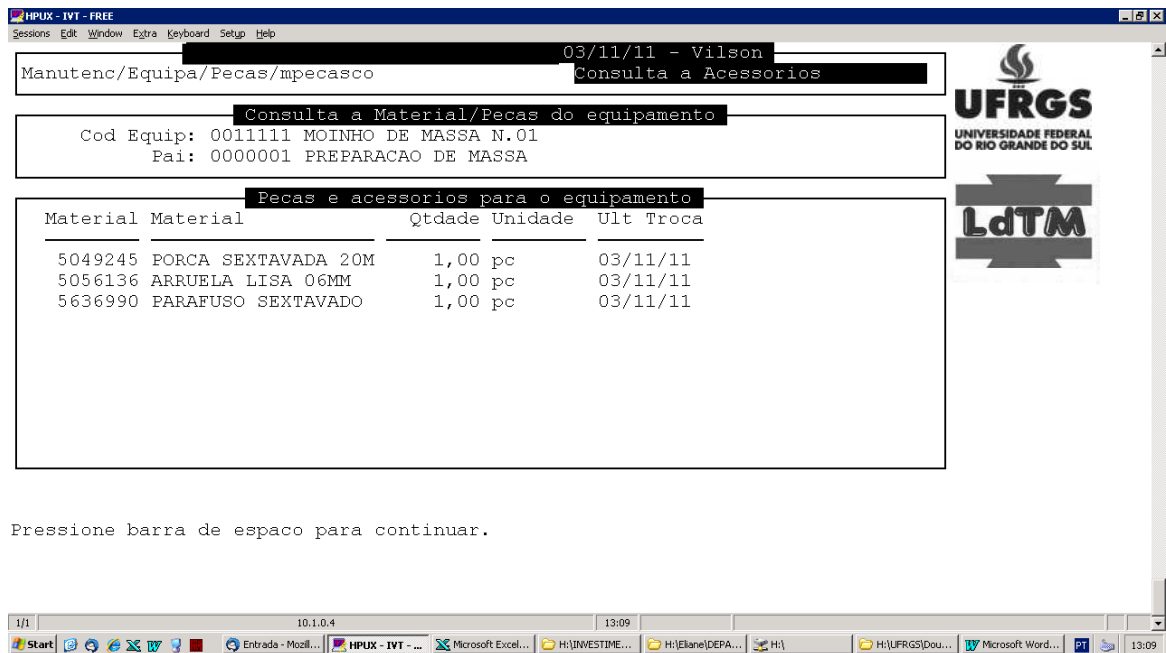 HPUX - IVT - FREE
Sessions Edit Window Extra Keyboard Setup Help
03/11/11 - Vilson
Manutenc/Equipa/Pecas/mpecasco Consulta a Acessorios
UFRGS
UNIVERSIDADE FEDERAL
DO RIO GRANDE DO SUL
Consulta a Material/Pecas do equipamento
Cod Equip: 0011111 MOINHO DE MASSA N.01
Pai: 0000001 PREPARACAO DE MASSA
LdTM
Pecas e acessorios para o equipamento
Material Material Qtdade Unidade Ult Troca
5049245 PORCA SEXTAVADA 20M 1,00 pc 03/11/11
5056136 ARRUELA LISA 06MM 1,00 pc 03/11/11
5636990 PARAFUSO SEXTAVADO 1,00 pc 03/11/11
Pressione barra de espaco para continuar.
1/1 10.1.0.4 13:09
Start Entrada - Mozill... HPUX - IVT - ... Microsoft Excel... H:\INVESTIME... H:\Eliane\DEPA... H:\ H:\UFRGS\Dou... Microsoft Word... PT 13:09